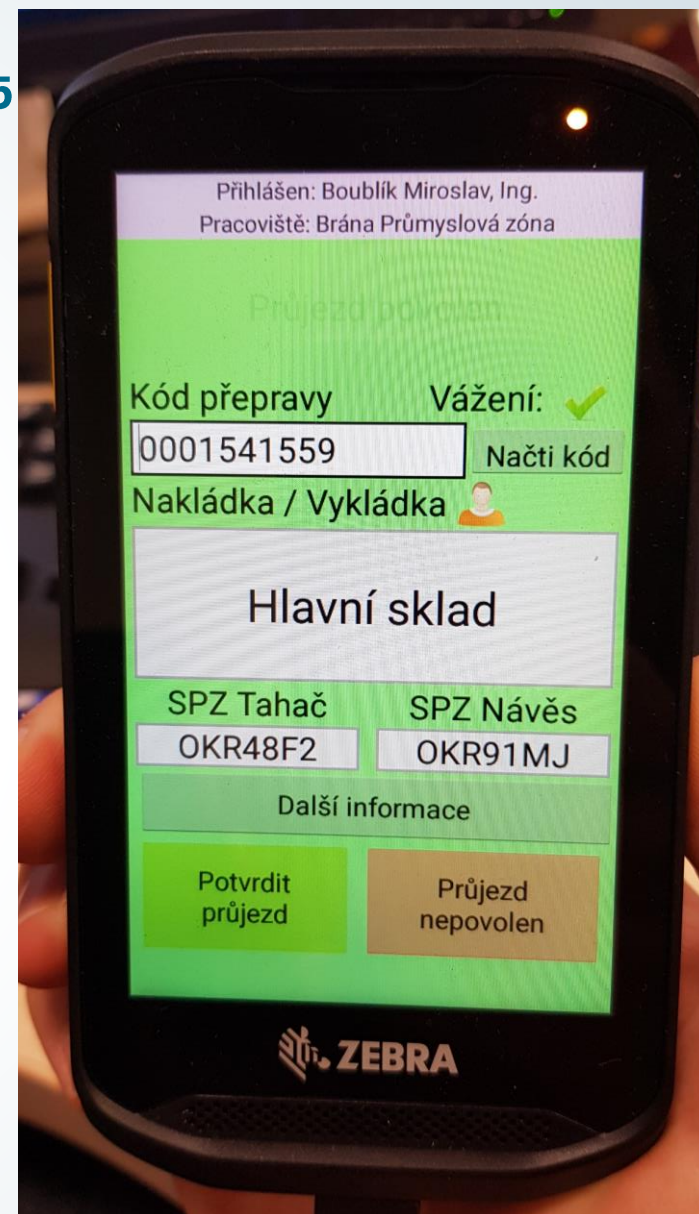 5
Přihlášen: Boublík Miroslav, Ing.
Pracoviště: Brána Průmyslová zóna
Průjezd povolen
Kód přepravy Vážení:
0001541559 Načti kód
Nakládka / Vykládka
Hlavní sklad
SPZ Tahač SPZ Návěs
OKR48F2 OKR91MJ
Další informace
Potvrdit průjezd
Průjezd nepovolen
ZEBRA